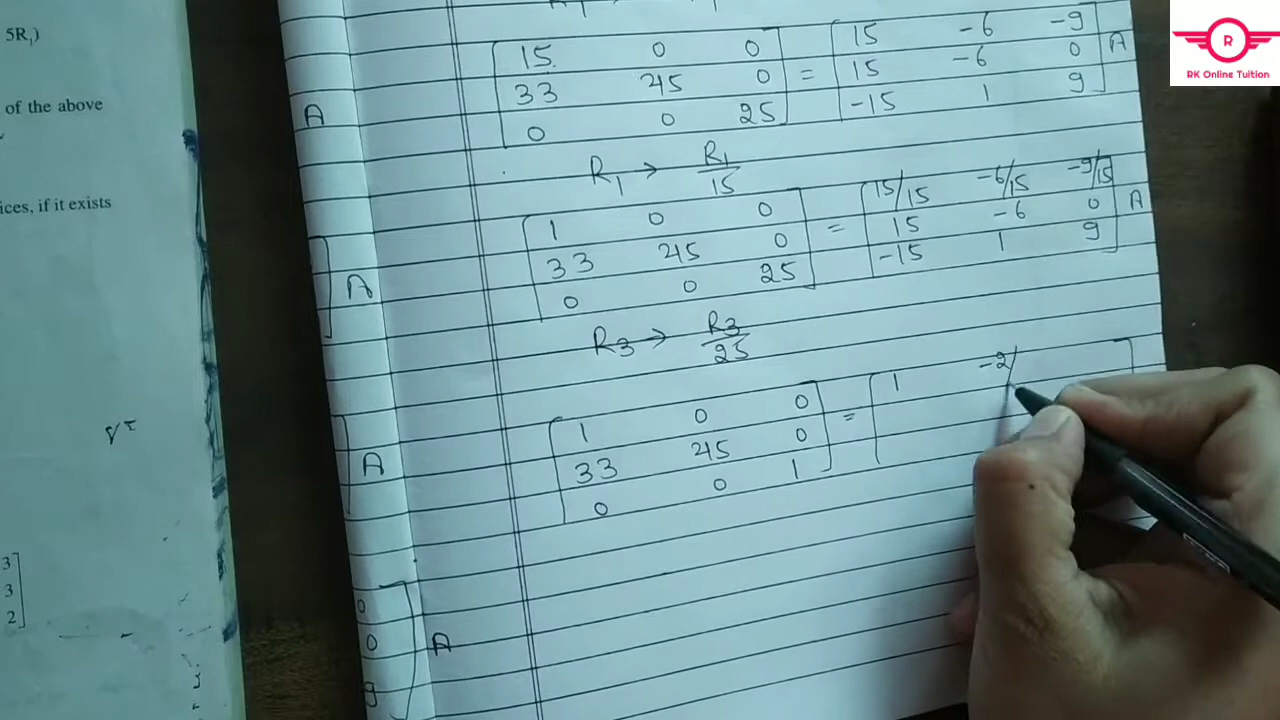 5R₁)
of the above
ices, if it exists
A
A
A
A
3
3
2
0
0
9
R
RK Online Tuition
15 0 0 = 15 -6 -9
33 45 0 15 -6 0 A
0 0 25 -15 1 9
R₁ → R₁/15
1 0 0 = 15/15 -6/15 -9/15
33 45 0 15 -6 0 A
0 0 25 -15 1 9
R₃ → R₃/25
1 0 0 = 1 -2/
33 45 0
0 0 1